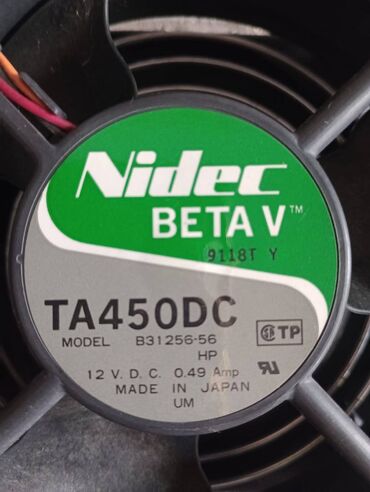 Nidec
BETA V™
9118T Y
TA450DC
MODEL B31256-56
HP
TP
12 V. D. C. 0.49 Amp
MADE IN JAPAN
UM